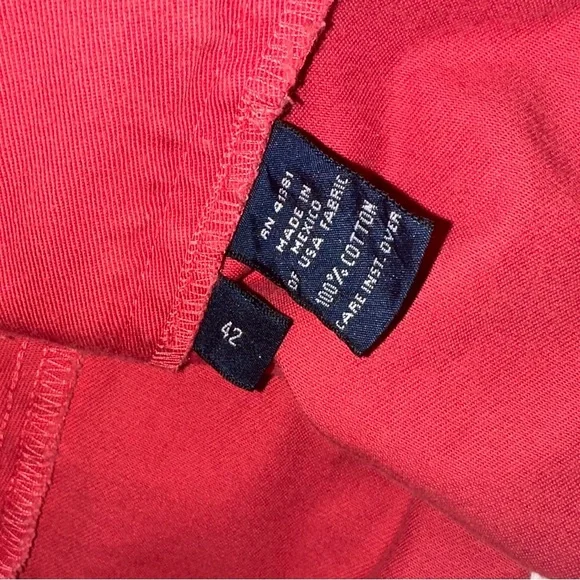 RN 41381
MADE IN
MEXICO
OF USA FABRIC
100% COTTON
CARE INST. OVER
42